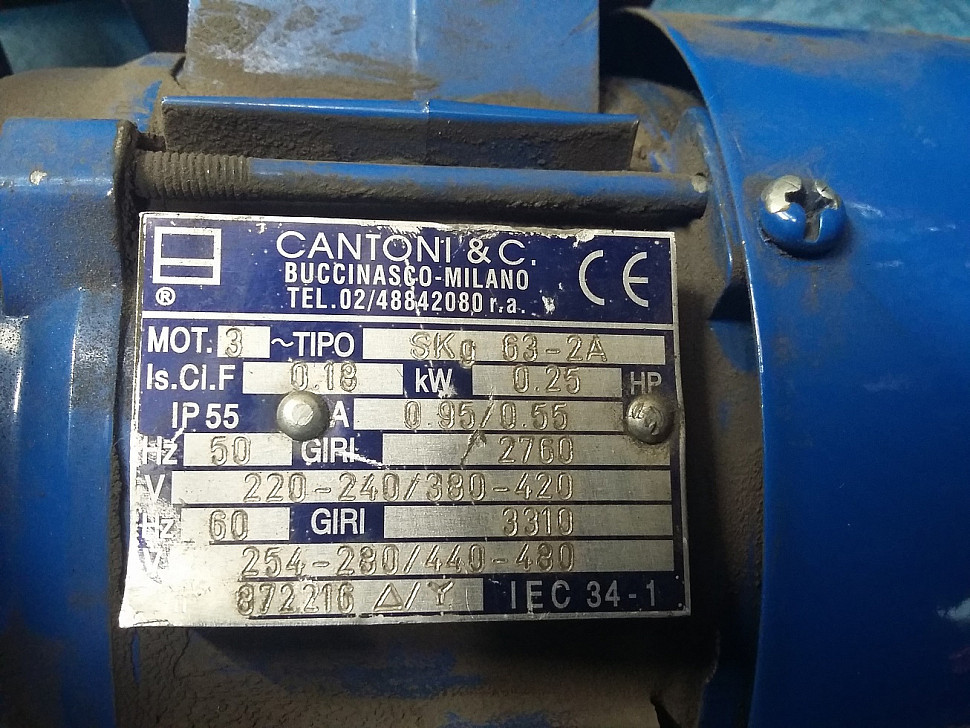 CANTONI & C.
BUCCINASCO-MILANO
TEL.02/48842080 r.a.
CE
®
MOT. 3 ~TIPO SKg 63-2A
Is.Cl.F 0.18 kW 0.25 HP
IP 55 A 0.95/0.55
Hz 50 GIRI 2760
V 220-240/380-420
Hz 60 GIRI 3310
V 254-280/440-480
872216 △/Y IEC 34-1